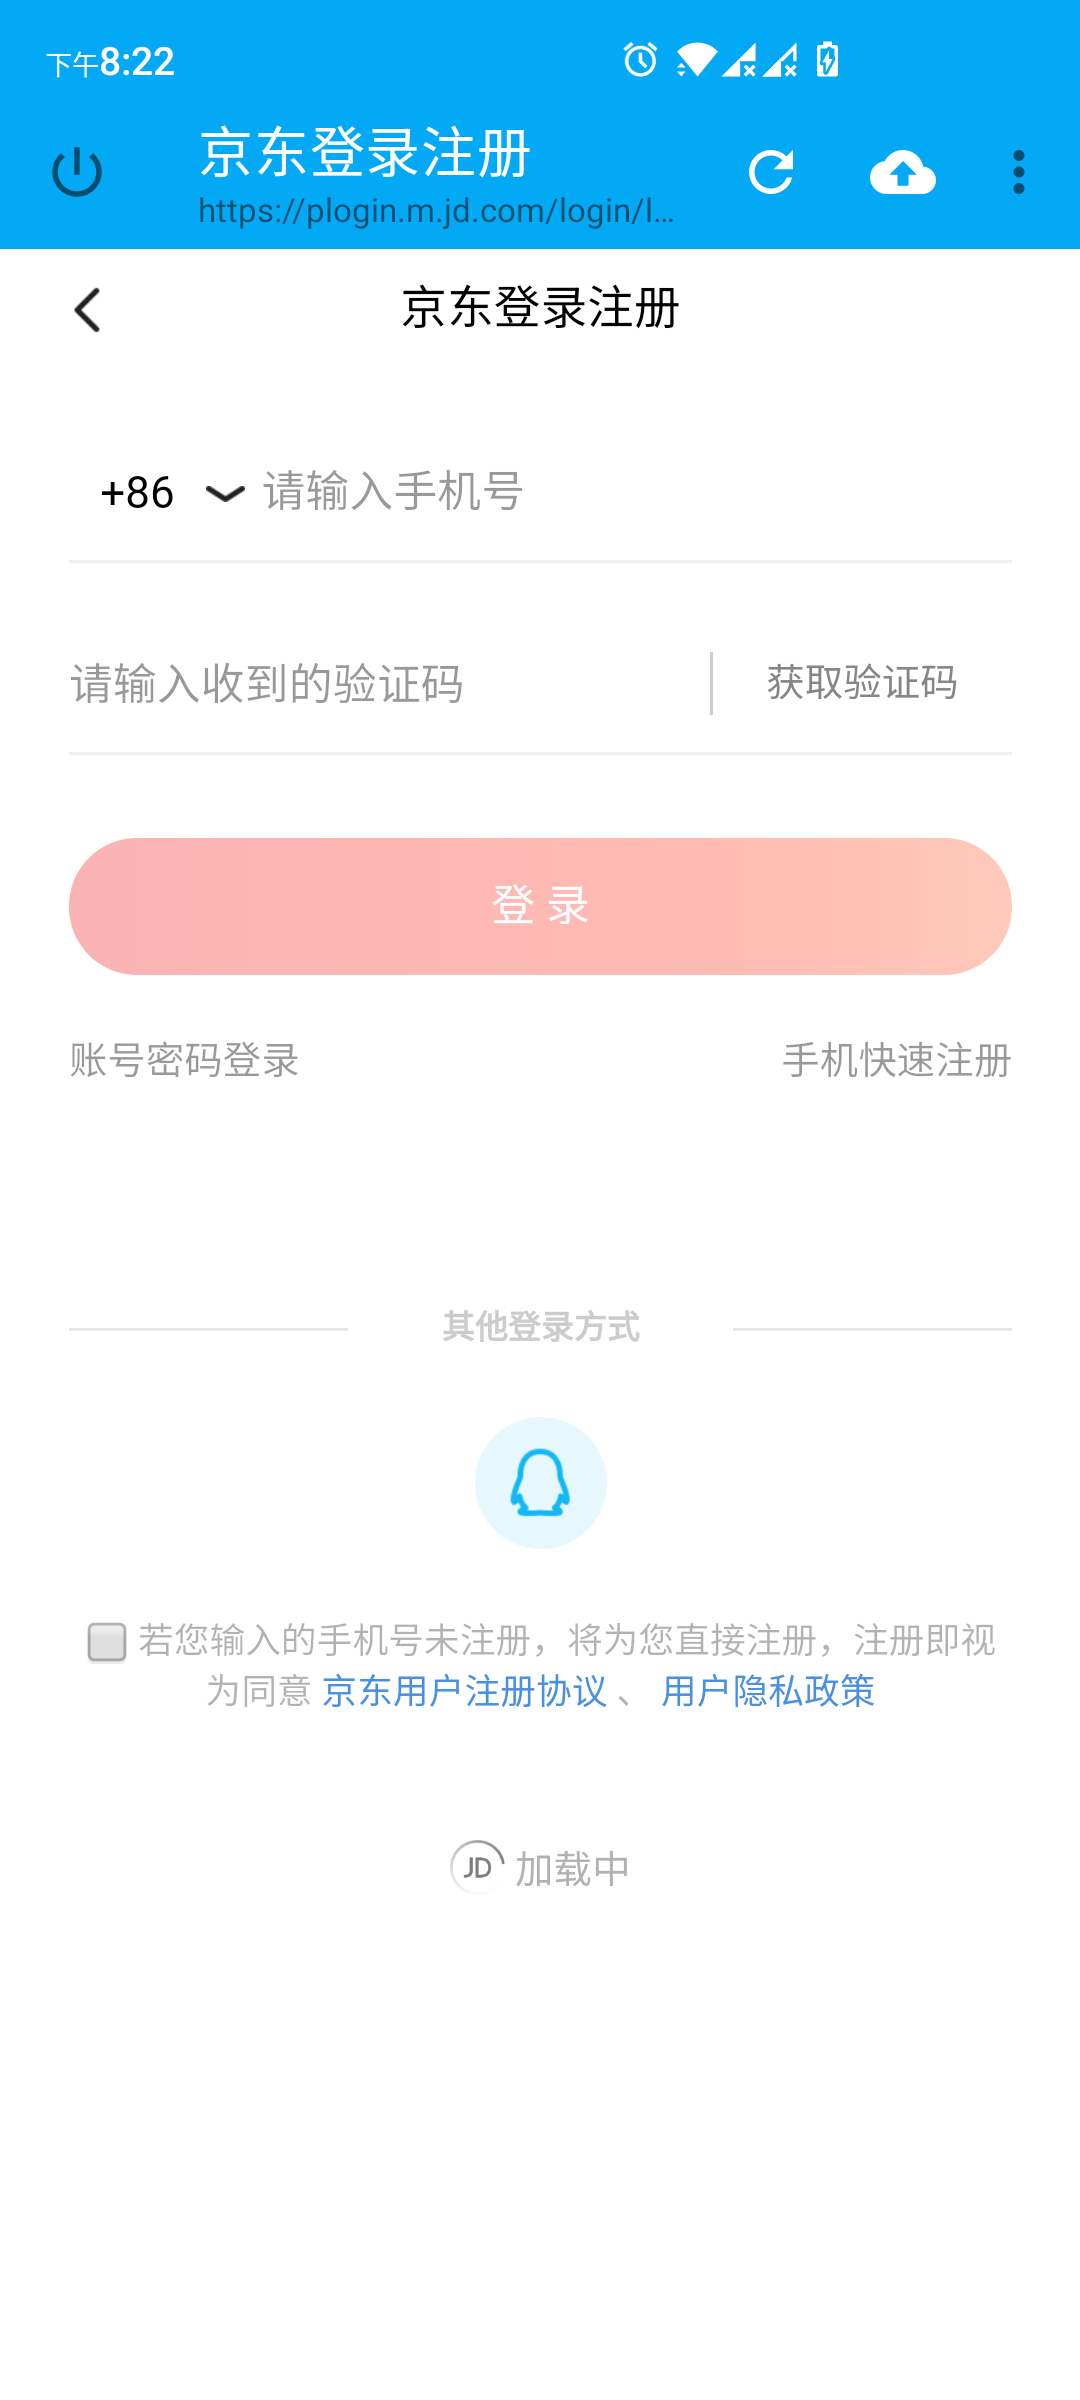 下午8:22
京东登录注册
https://plogin.m.jd.com/login/l...
京东登录注册
+86 请输入手机号
请输入收到的验证码 获取验证码
登 录
账号密码登录 手机快速注册
其他登录方式
若您输入的手机号未注册，将为您直接注册，注册即视
为同意 京东用户注册协议 、 用户隐私政策
JD 加载中